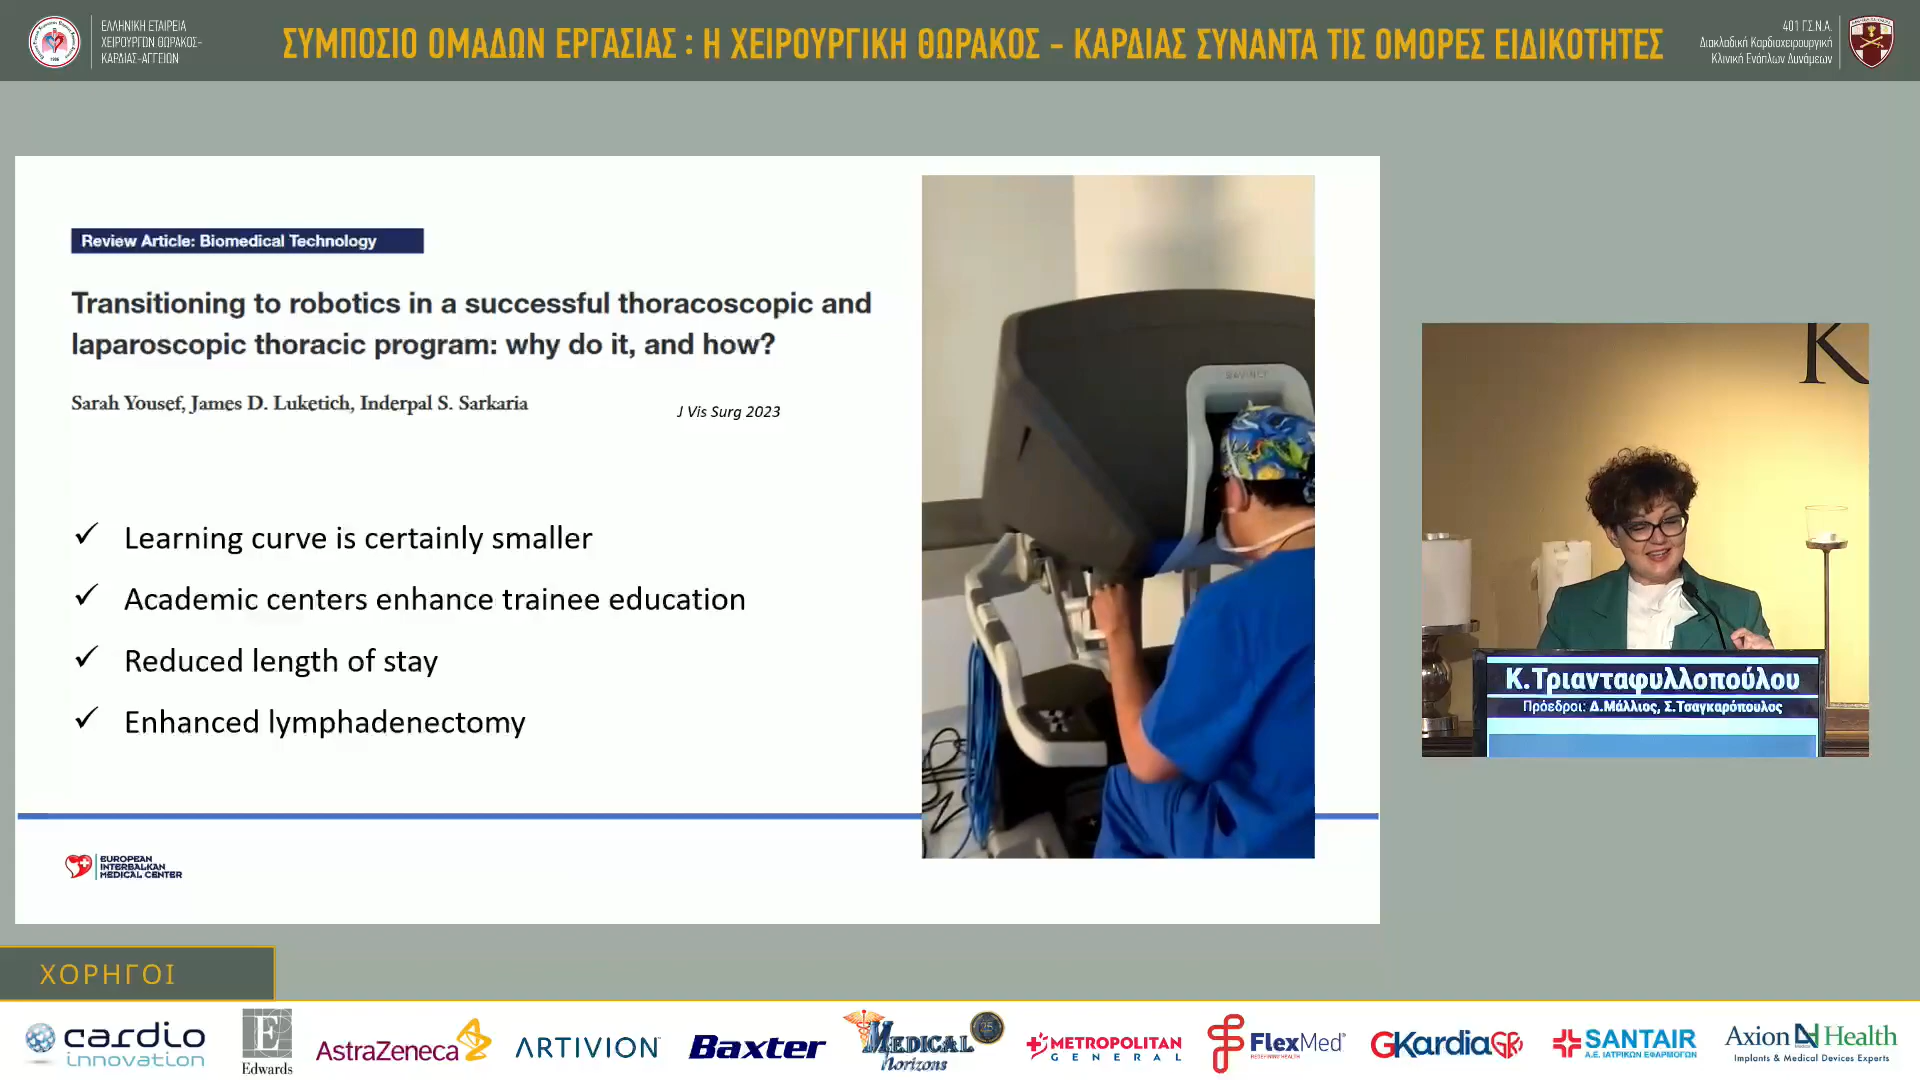 ΕΛΛΗΝΙΚΗ ΕΤΑΙΡΕΙΑ
ΧΕΙΡΟΥΡΓΩΝ ΘΩΡΑΚΟΣ-
ΚΑΡΔΙΑΣ-ΑΓΓΕΙΩΝ
ΣΥΜΠΟΣΙΟ ΟΜΑΔΩΝ ΕΡΓΑΣΙΑΣ : Η ΧΕΙΡΟΥΡΓΙΚΗ ΘΩΡΑΚΟΣ - ΚΑΡΔΙΑΣ ΣΥΝΑΝΤΑ ΤΙΣ ΟΜΟΡΕΣ ΕΙΔΙΚΟΤΗΤΕΣ
401 Γ.Σ.Ν.Α.
Διακλαδική Καρδιοχειρουργική
Κλινική Ενόπλων Δυνάμεων
Review Article: Biomedical Technology
Transitioning to robotics in a successful thoracoscopic and
laparoscopic thoracic program: why do it, and how?
Sarah Yousef, James D. Luketich, Inderpal S. Sarkaria
J Vis Surg 2023
✓ Learning curve is certainly smaller
✓ Academic centers enhance trainee education
✓ Reduced length of stay
✓ Enhanced lymphadenectomy
DAVINCI
EUROPEAN
INTERBALKAN
MEDICAL CENTER
K
Κ.Τριανταφυλλοπούλου
Πρόεδροι: Δ.Μάλλιος, Σ.Τσαγκαρόπουλος
ΧΟΡΗΓΟΙ
cardio
innovation
E
Edwards
AstraZeneca
ARTIVION
Baxter
MEDICAL
horizons
25
METROPOLITAN
GENERAL
FlexMed
GKardiaGR
SANTAIR
Α.Ε. ΙΑΤΡΙΚΩΝ ΕΦΑΡΜΟΓΩΝ
Axion Health
Implants & Medical Devices Experts